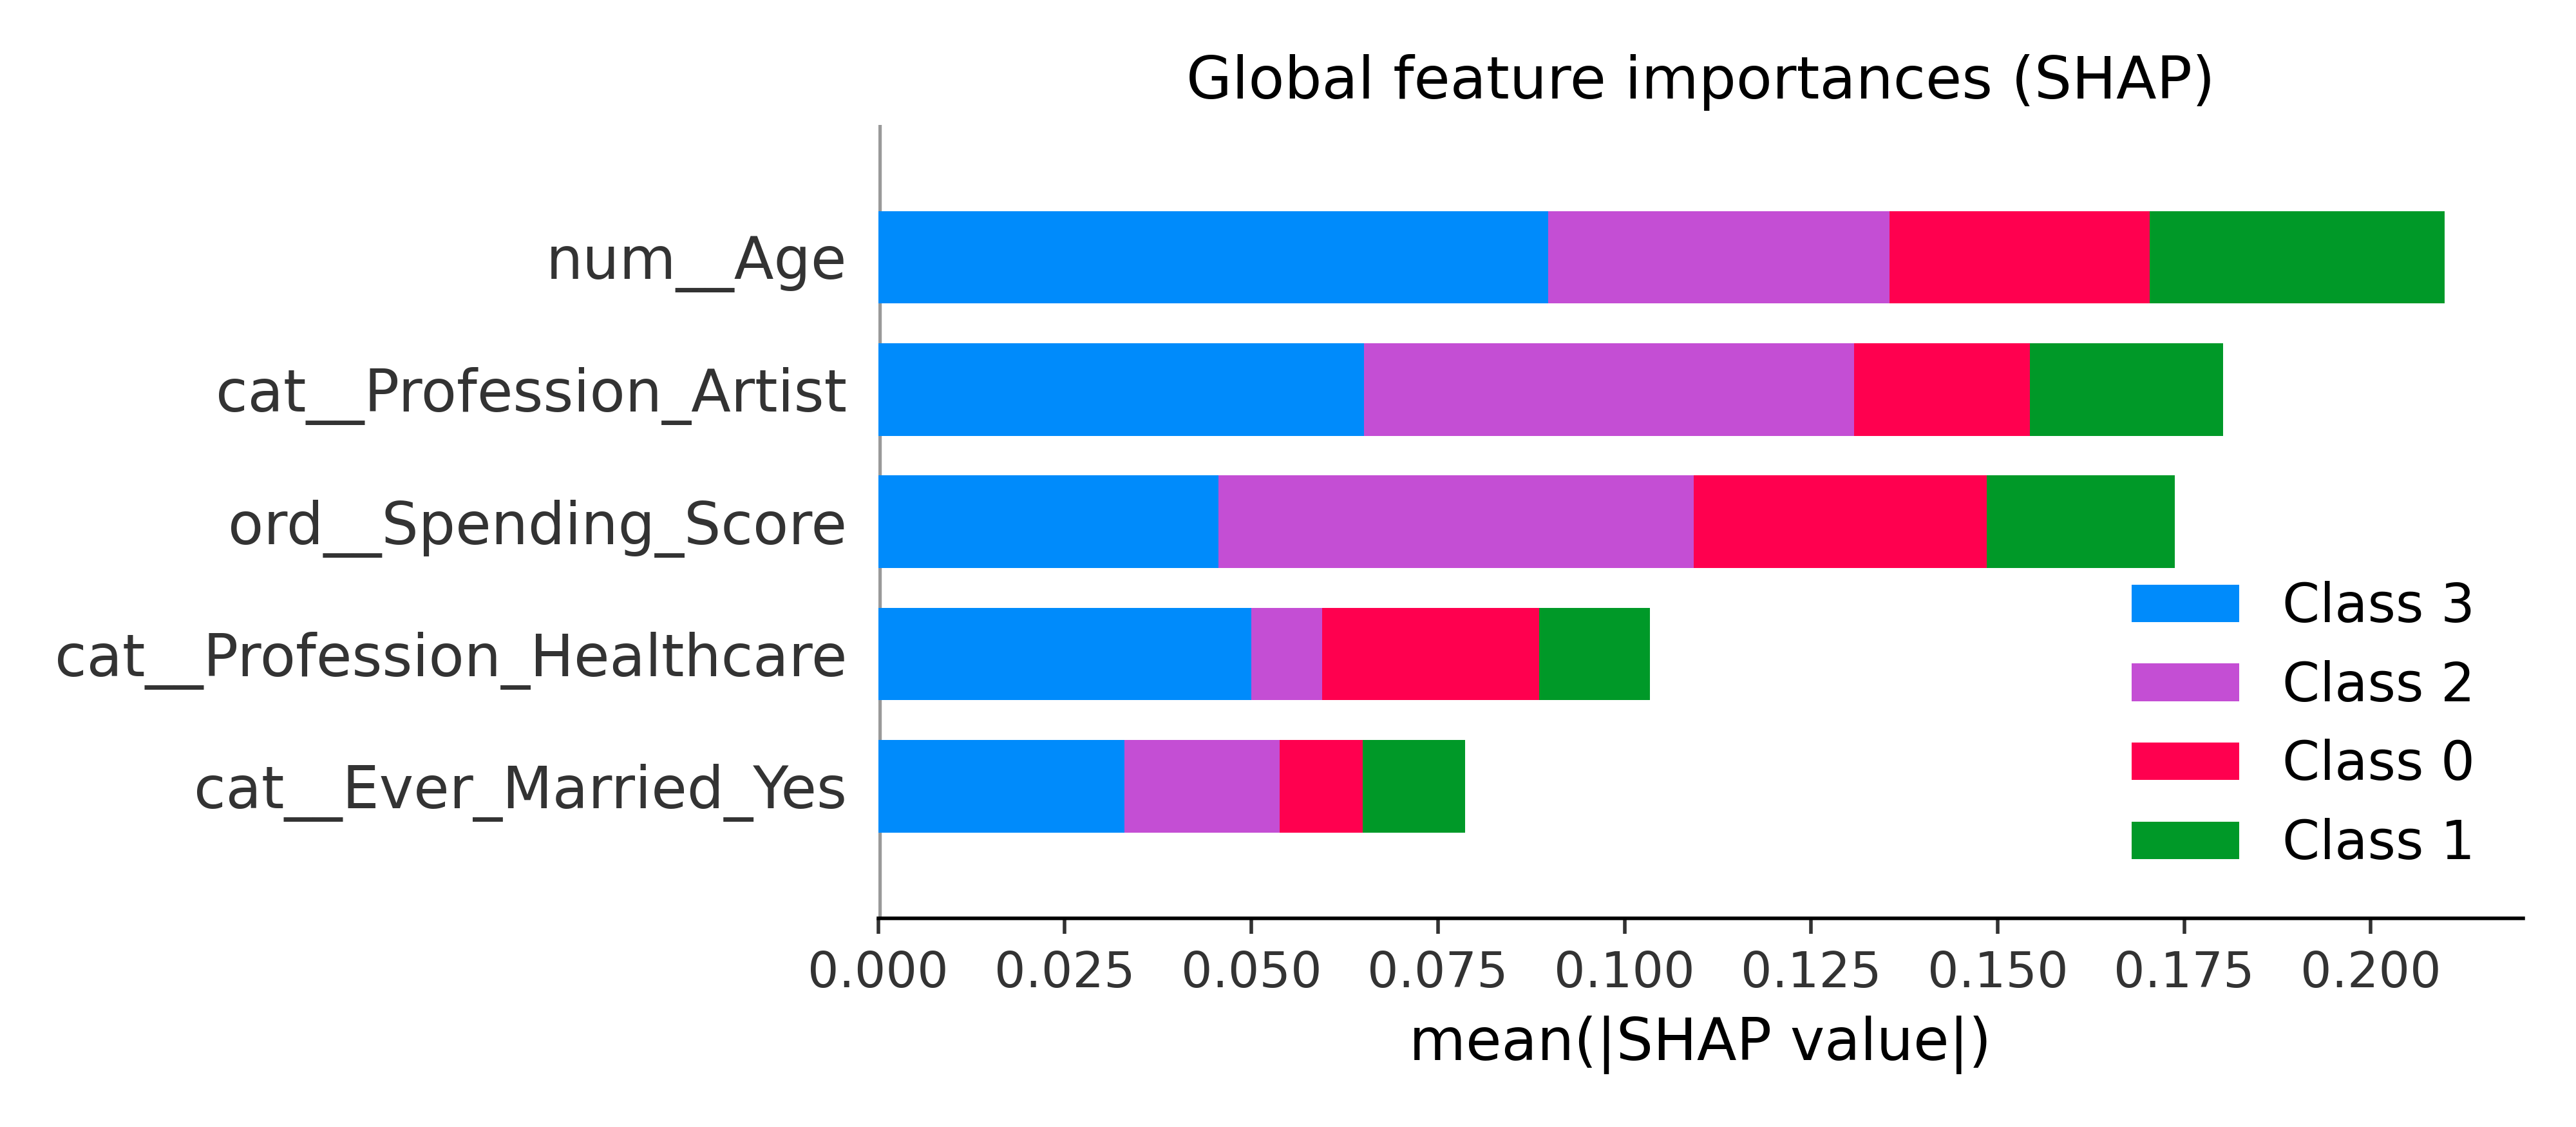 Global feature importances (SHAP)
num__Age
cat__Profession_Artist
ord__Spending_Score
cat__Profession_Healthcare
cat__Ever_Married_Yes
Class 3
Class 2
Class 0
Class 1
0.000 0.025 0.050 0.075 0.100 0.125 0.150 0.175 0.200
mean(|SHAP value|)